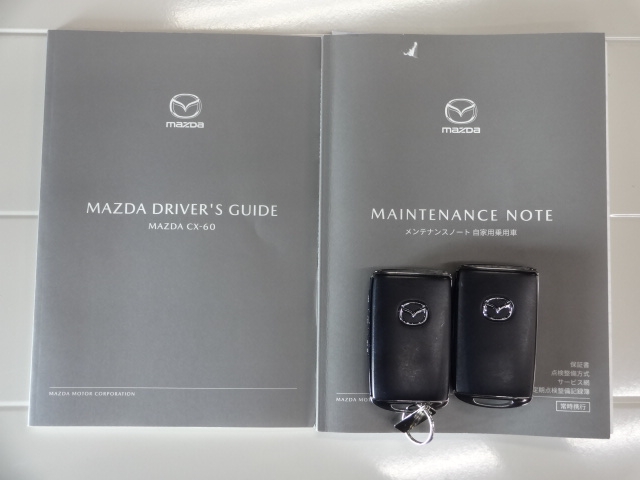 mazda
MAZDA DRIVER'S GUIDE
MAZDA CX-60
MAZDA MOTOR CORPORATION
mazda
MAINTENANCE NOTE
メンテナンスノート 自家用乗用車
保証書
点検整備方式
サービス網
定期点検整備記録簿
常時携行
MAZDA